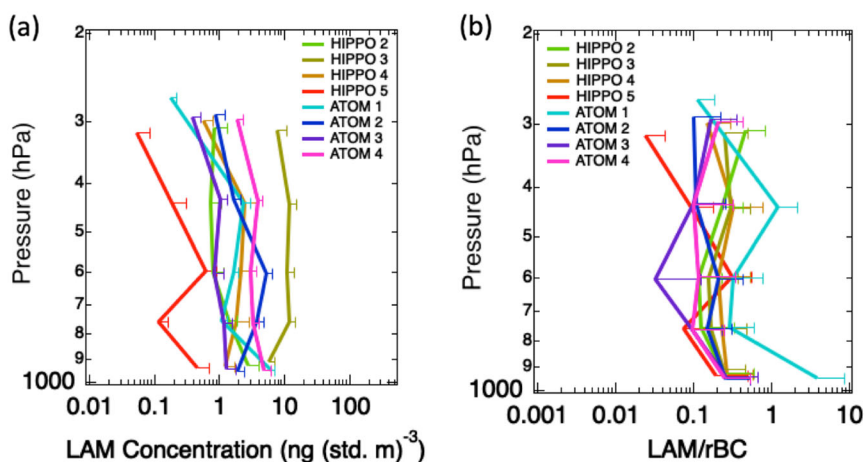 (a)
2
3
4
5
6
7
8
9
1000
Pressure (hPa)
HIPPO 2
HIPPO 3
HIPPO 4
HIPPO 5
ATOM 1
ATOM 2
ATOM 3
ATOM 4
0.01 0.1 1 10 100
LAM Concentration (ng (std. m)⁻³)
(b)
2
3
4
5
6
7
8
9
1000
Pressure (hPa)
HIPPO 2
HIPPO 3
HIPPO 4
HIPPO 5
ATOM 1
ATOM 2
ATOM 3
ATOM 4
0.001 0.01 0.1 1 10
LAM/rBC